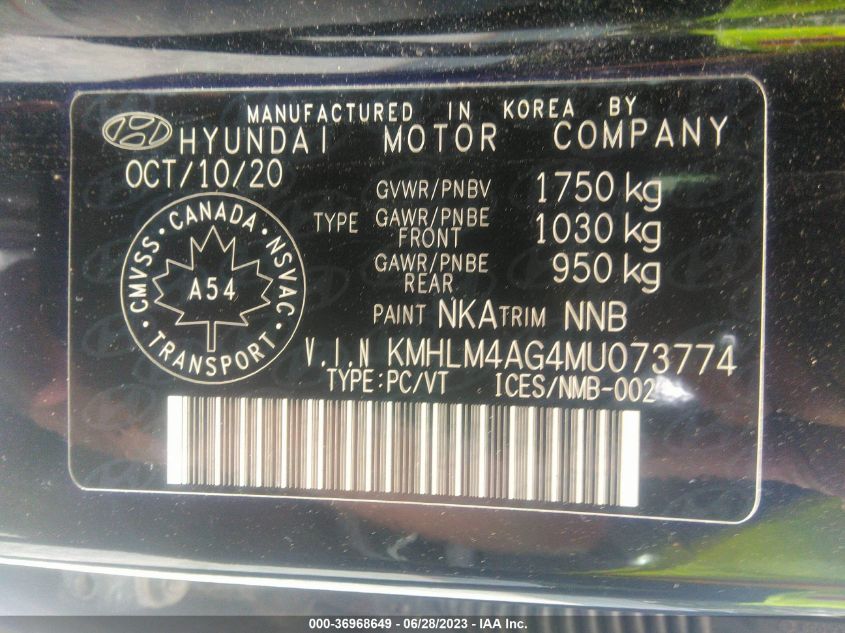 MANUFACTURED IN KOREA BY
HYUNDAI MOTOR COMPANY
OCT/10/20
GVWR/PNBV 1750 kg
TYPE GAWR/PNBE FRONT 1030 kg
GAWR/PNBE REAR 950 kg
CMVSS • CANADA • NSVAC • TRANSPORT •
A54
PAINT NKA TRIM NNB
V.I.N KMHLM4AG4MU073774
TYPE:PC/VT ICES/NMB-002
000-36968649 / 06/28/2023 - © IAA Inc.